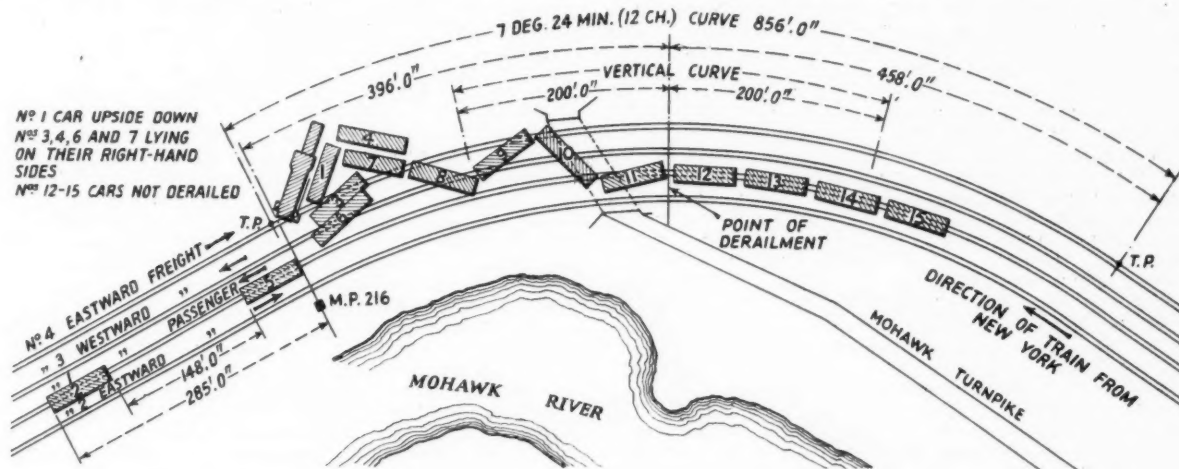 7 DEG. 24 MIN. (12 CH.) CURVE 856'.0"
396'.0"
VERTICAL CURVE
458'.0"
200'.0"
200'.0"
Nº 1 CAR UPSIDE DOWN
Nºs 3,4,6 AND 7 LYING
ON THEIR RIGHT-HAND
SIDES
Nºs 12-15 CARS NOT DERAILED
4
7
1
3
6
8
9
10
11
12
13
14
15
POINT OF
DERAILMENT
T.P.
T.P.
Nº 4 EASTWARD FREIGHT
" 3 WESTWARD "
" PASSENGER
" 2 EASTWARD "
5
2
M.P. 216
148'.0"
285'.0"
DIRECTION OF TRAIN FROM
NEW YORK
MOHAWK
TURNPIKE
MOHAWK RIVER